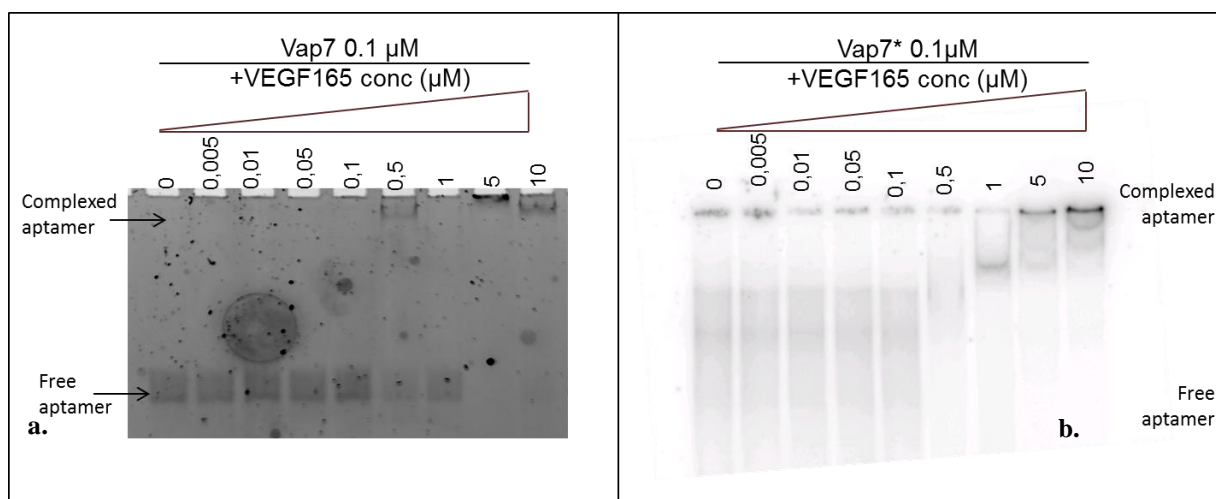 Vap7 0.1 µM
+VEGF165 conc (µM)
0
0,005
0,01
0,05
0,1
0,5
1
5
10
Complexed
aptamer
Free
aptamer
a.
Vap7* 0.1µM
+VEGF165 conc (µM)
0
0,005
0,01
0,05
0,1
0,5
1
5
10
Complexed
aptamer
Free
aptamer
b.